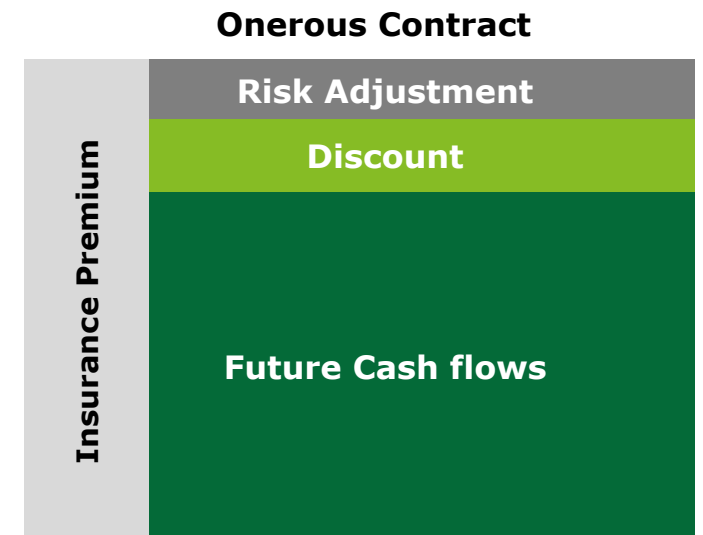 Onerous Contract
Insurance Premium
Risk Adjustment
Discount
Future Cash flows